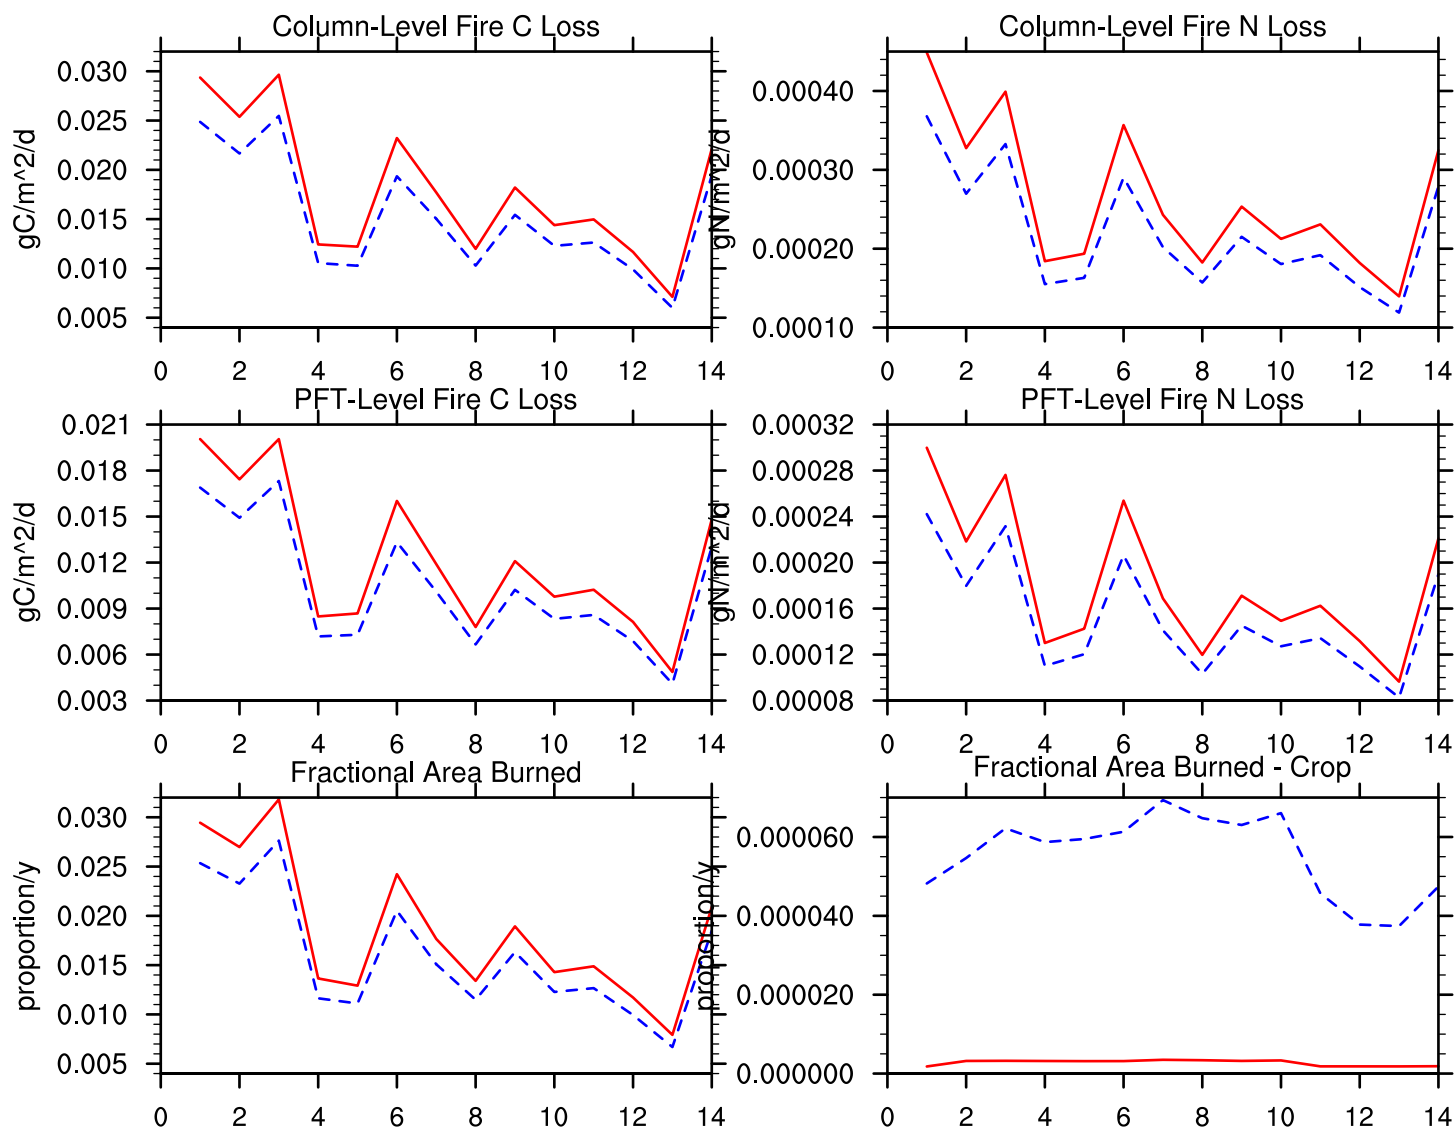 Column-Level Fire C Loss
gC/m^2/d
0.030
0.025
0.020
0.015
0.010
0.005
0 2 4 6 8 10 12 14
Column-Level Fire N Loss
gN/m^2/d
0.00040
0.00030
0.00020
0.00010
0 2 4 6 8 10 12 14
PFT-Level Fire C Loss
gC/m^2/d
0.021
0.018
0.015
0.012
0.009
0.006
0.003
0 2 4 6 8 10 12 14
PFT-Level Fire N Loss
gN/m^2/d
0.00032
0.00028
0.00024
0.00020
0.00016
0.00012
0.00008
0 2 4 6 8 10 12 14
Fractional Area Burned
proportion/y
0.030
0.025
0.020
0.015
0.010
0.005
0 2 4 6 8 10 12 14
Fractional Area Burned - Crop
proportion/y
0.000060
0.000040
0.000020
0.000000
0 2 4 6 8 10 12 14